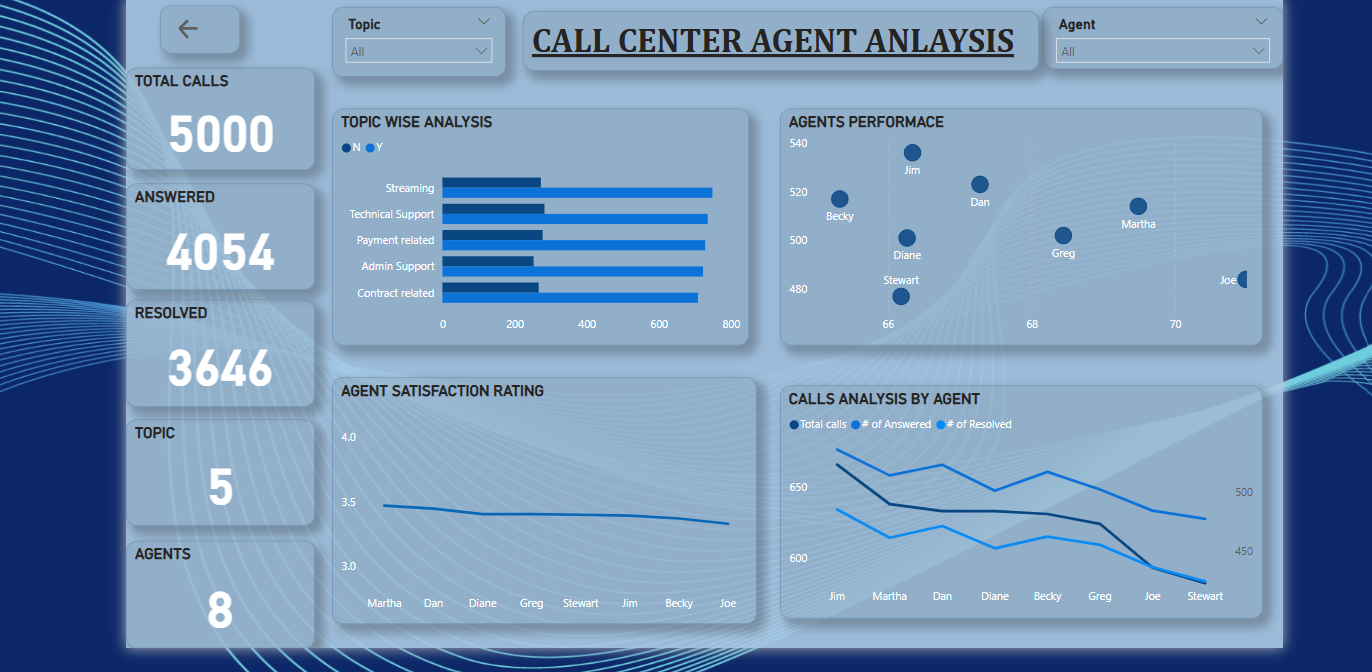 Topic
All
CALL CENTER AGENT ANLAYSIS
Agent
All
TOTAL CALLS
5000
ANSWERED
4054
RESOLVED
3646
TOPIC
5
AGENTS
8
TOPIC WISE ANALYSIS
N Y
Streaming
Technical Support
Payment related
Admin Support
Contract related
0 200 400 600 800
AGENTS PERFORMACE
540
520
500
480
Jim
Dan
Becky
Martha
Diane
Greg
Stewart
Joe
66 68 70
AGENT SATISFACTION RATING
4.0
3.5
3.0
Martha Dan Diane Greg Stewart Jim Becky Joe
CALLS ANALYSIS BY AGENT
Total calls # of Answered # of Resolved
650
600
500
450
Jim Martha Dan Diane Becky Greg Joe Stewart